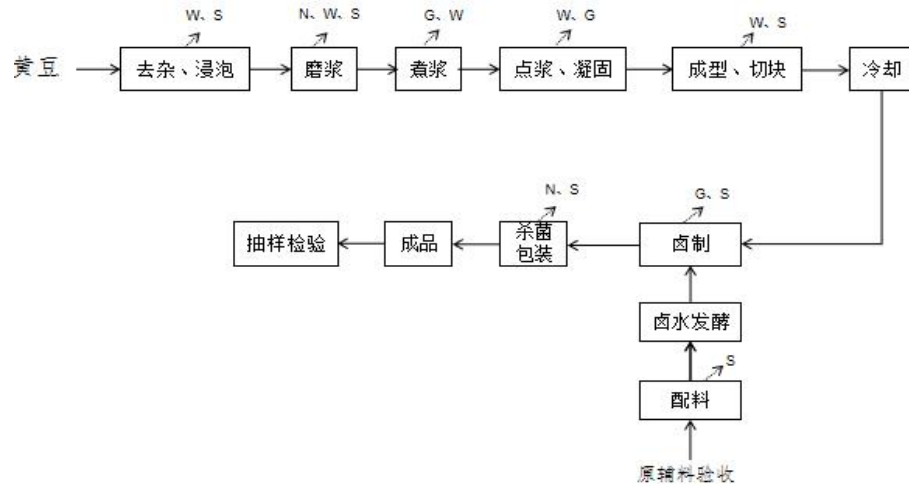 W、S
N、W、S
G、W
W、G
W、S
黄豆
去杂、浸泡
磨浆
煮浆
点浆、凝固
成型、切块
冷却
N、S
G、S
抽样检验
成品
杀菌
包装
卤制
卤水发酵
S
配料
原辅料验收